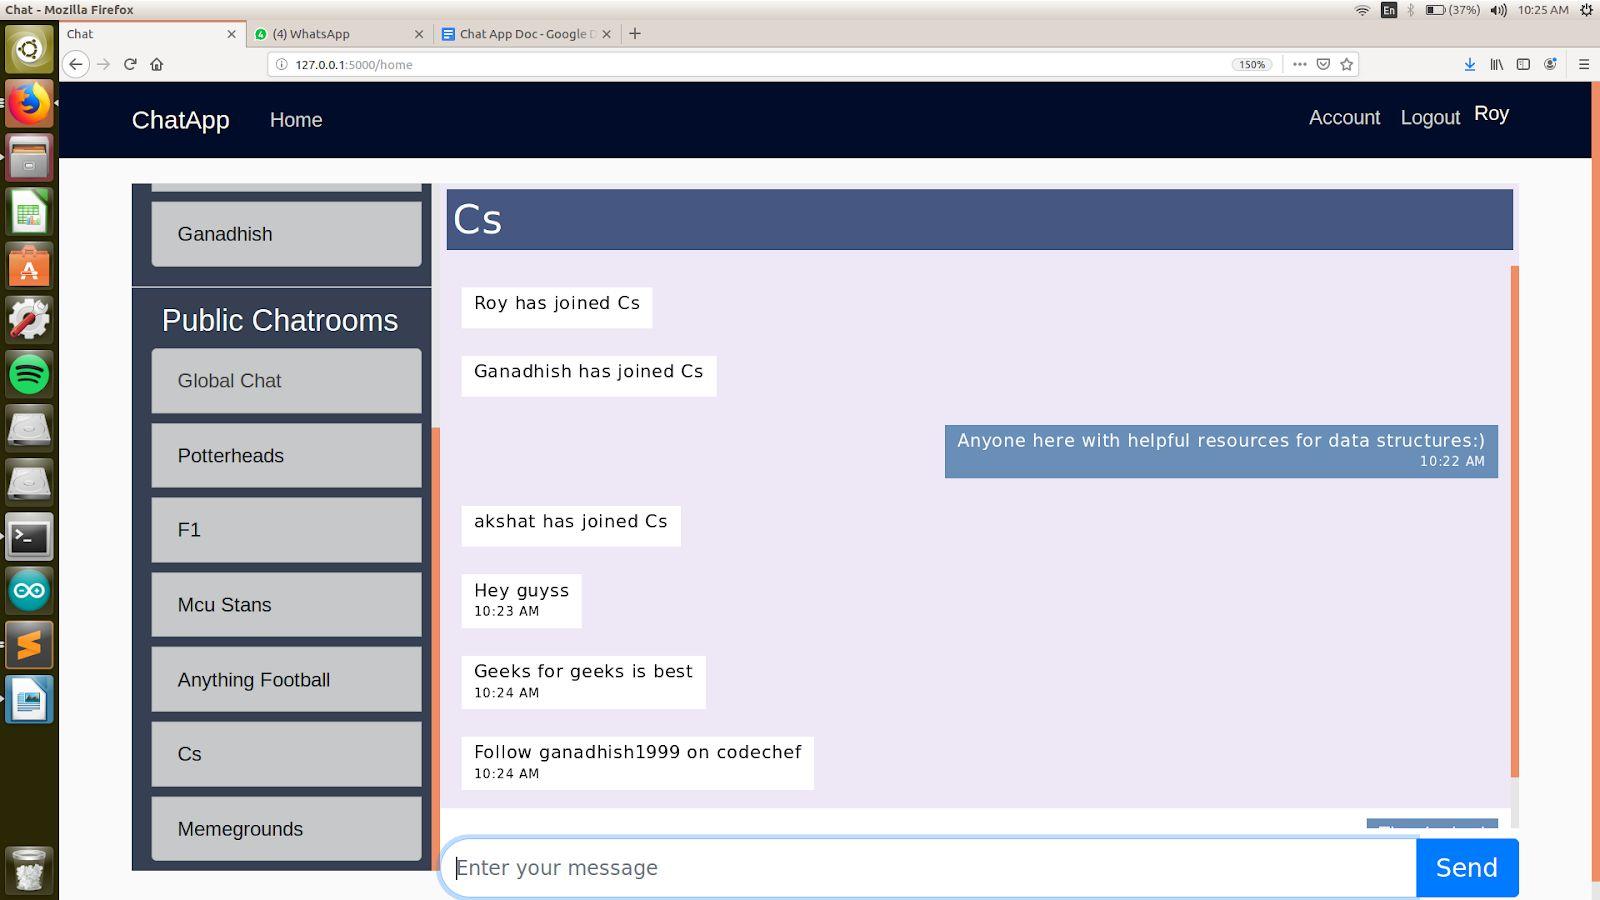 Chat - Mozilla Firefox
En
(37%)
10:25 AM
Chat
(4) WhatsApp
Chat App Doc - Google D
127.0.0.1:5000/home
150%
ChatApp
Home
Account
Logout
Roy
Ganadhish
Public Chatrooms
Global Chat
Potterheads
F1
Mcu Stans
Anything Football
Cs
Memegrounds
Cs
Roy has joined Cs
Ganadhish has joined Cs
Anyone here with helpful resources for data structures:)
10:22 AM
akshat has joined Cs
Hey guyss
10:23 AM
Geeks for geeks is best
10:24 AM
Follow ganadhish1999 on codechef
10:24 AM
Enter your message
Send